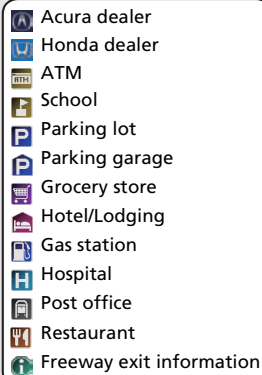 Acura dealer
Honda dealer
ATM ATM
School
P Parking lot
P Parking garage
Grocery store
Hotel/Lodging
Gas station
H Hospital
Post office
Restaurant
Freeway exit information